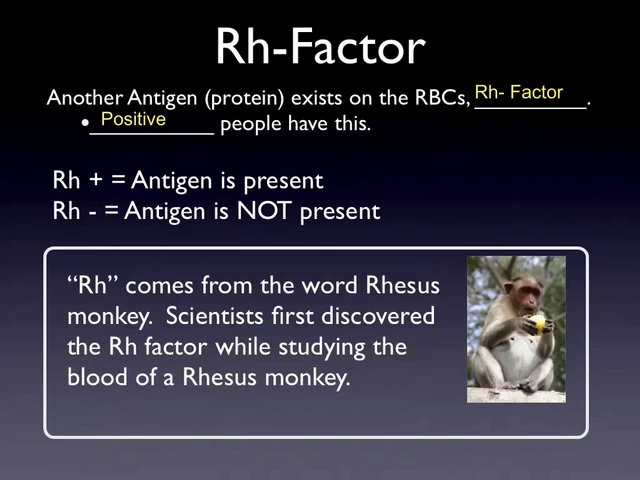 Rh-Factor
Another Antigen (protein) exists on the RBCs, Rh- Factor.
•Positive people have this.
Rh + = Antigen is present
Rh - = Antigen is NOT present
“Rh” comes from the word Rhesus
monkey. Scientists first discovered
the Rh factor while studying the
blood of a Rhesus monkey.